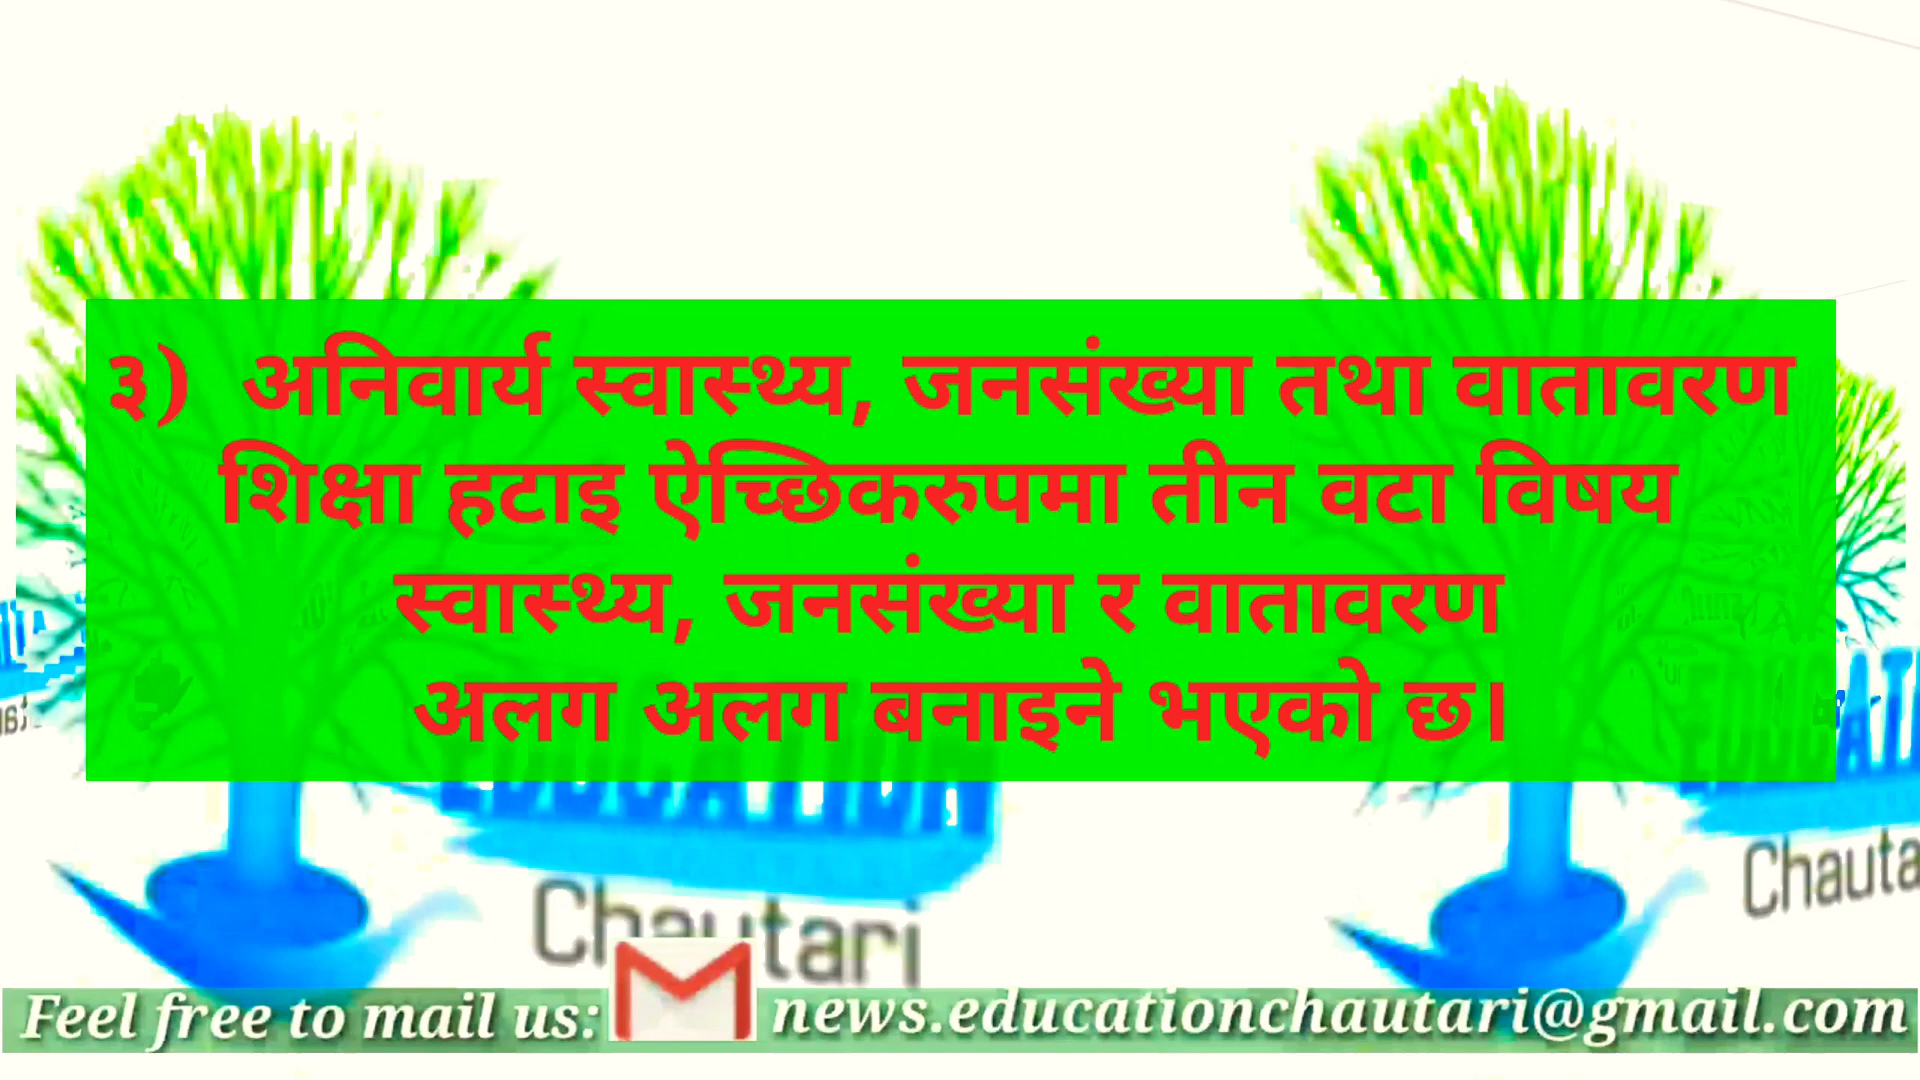 ३) अनिवार्य स्वास्थ्य, जनसंख्या तथा वातावरण
शिक्षा हटाइ ऐच्छिकरुपमा तीन वटा विषय
स्वास्थ्य, जनसंख्या र वातावरण
अलग अलग बनाइने भएको छ।
EDUCATION
Chautari
Feel free to mail us: news.educationchautari@gmail.com